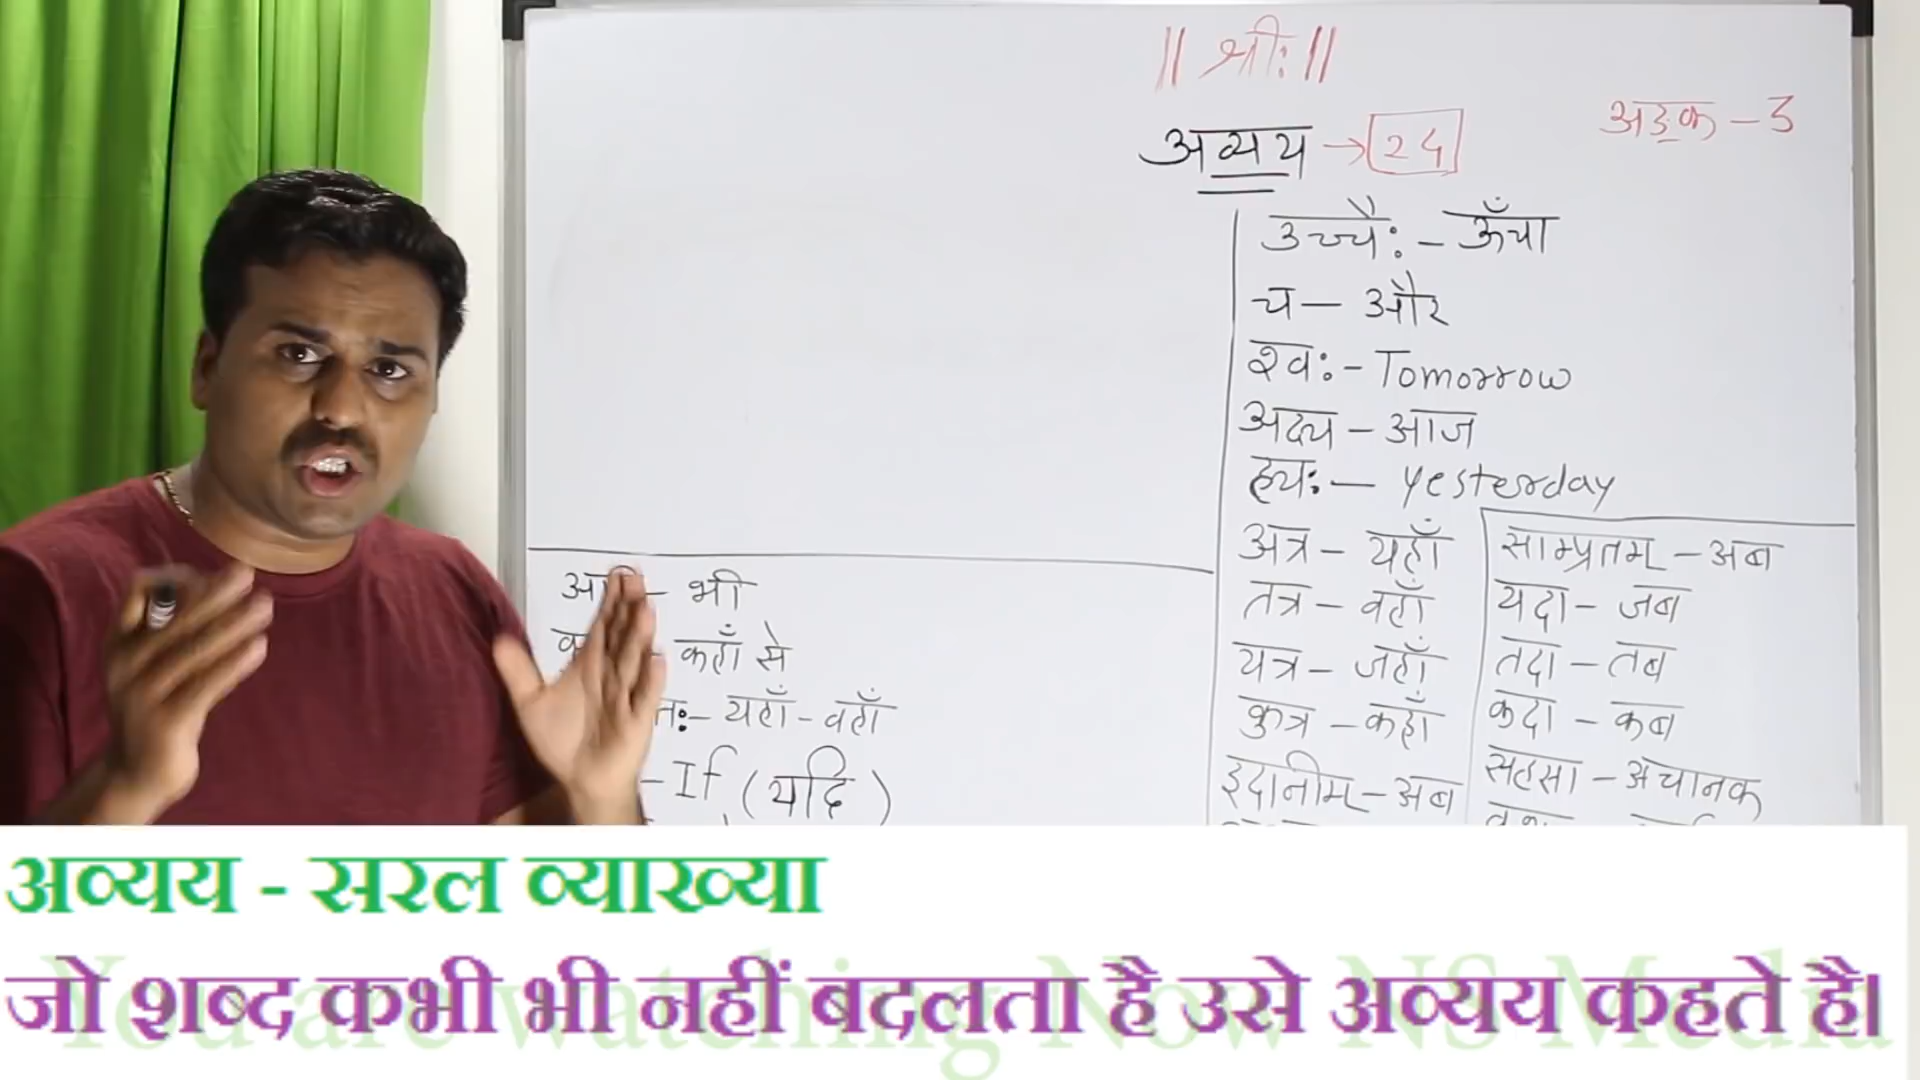 || श्रीः ||
अङ्क - 3
अव्यय → 24
उच्चैः - ऊँचा
च - और
श्वः - Tomorrow
अद्य - आज
ह्यः - Yesterday
अत्र - यहाँ
तत्र - वहाँ
यत्र - जहाँ
कुत्र - कहाँ
इदानीम् - अब
साम्प्रतम् - अब
यदा - जब
तदा - तब
कदा - कब
सहसा - अचानक
- भी
- कहाँ से
तः - यहाँ - वहाँ
- If (यदि)
अव्यय - सरल व्याख्या
जो शब्द कभी भी नहीं बदलता है उसे अव्यय कहते है।
You are watching Now NS Media